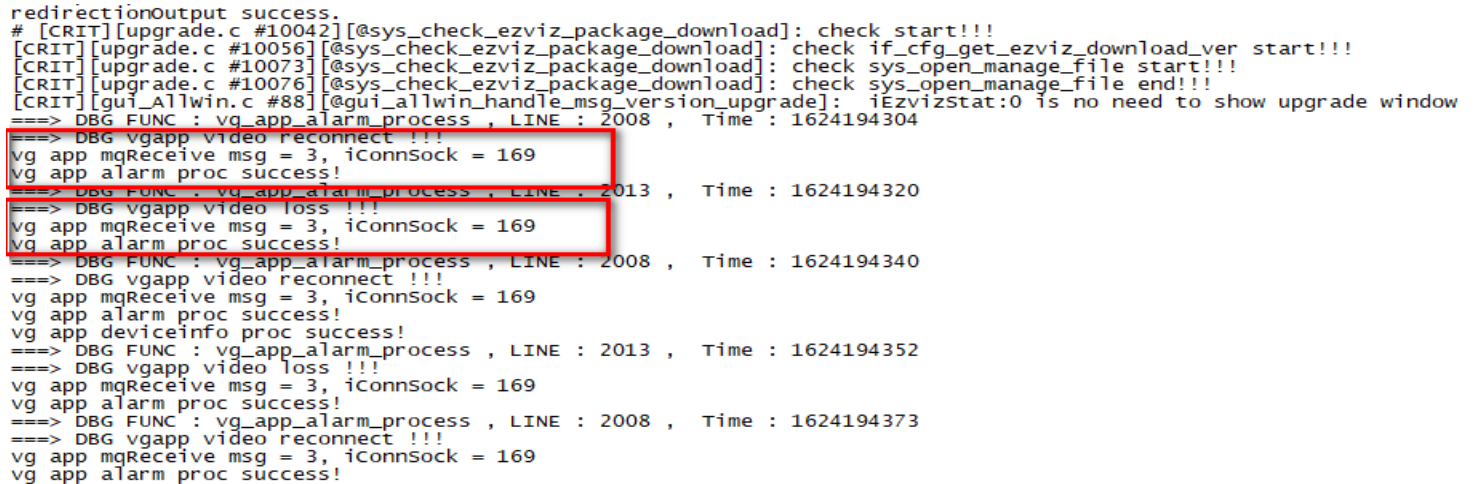 redirectionOutput success.
# [CRIT][upgrade.c #10042][@sys_check_ezviz_package_download]: check start!!!
[CRIT][upgrade.c #10056][@sys_check_ezviz_package_download]: check if_cfg_get_ezviz_download_ver start!!!
[CRIT][upgrade.c #10073][@sys_check_ezviz_package_download]: check sys_open_manage_file start!!!
[CRIT][upgrade.c #10076][@sys_check_ezviz_package_download]: check sys_open_manage_file end!!!
[CRIT][gui_AllWin.c #88][@gui_allwin_handle_msg_version_upgrade]:  iEzvizStat:0 is no need to show upgrade window
===> DBG FUNC : vg_app_alarm_process , LINE : 2008 ,  Time : 1624194304
===> DBG vgapp video reconnect !!!
vg app mqReceive msg = 3, iConnSock = 169
vg app alarm proc success!
===> DBG FUNC : vg_app_alarm_process , LINE : 2013 ,  Time : 1624194320
===> DBG vgapp video loss !!!
vg app mqReceive msg = 3, iConnSock = 169
vg app alarm proc success!
===> DBG FUNC : vg_app_alarm_process , LINE : 2008 ,  Time : 1624194340
===> DBG vgapp video reconnect !!!
vg app mqReceive msg = 3, iConnSock = 169
vg app alarm proc success!
vg app deviceinfo proc success!
===> DBG FUNC : vg_app_alarm_process , LINE : 2013 ,  Time : 1624194352
===> DBG vgapp video loss !!!
vg app mqReceive msg = 3, iConnSock = 169
vg app alarm proc success!
===> DBG FUNC : vg_app_alarm_process , LINE : 2008 ,  Time : 1624194373
===> DBG vgapp video reconnect !!!
vg app mqReceive msg = 3, iConnSock = 169
vg app alarm proc success!